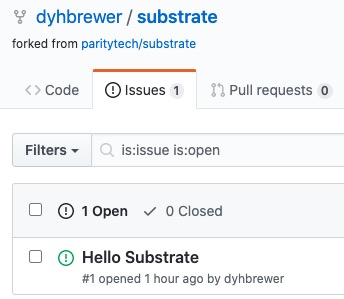 dyhbrewer / substrate
forked from paritytech/substrate
<> Code Issues 1 Pull requests 0
Filters is:issue is:open
1 Open 0 Closed
Hello Substrate
#1 opened 1 hour ago by dyhbrewer